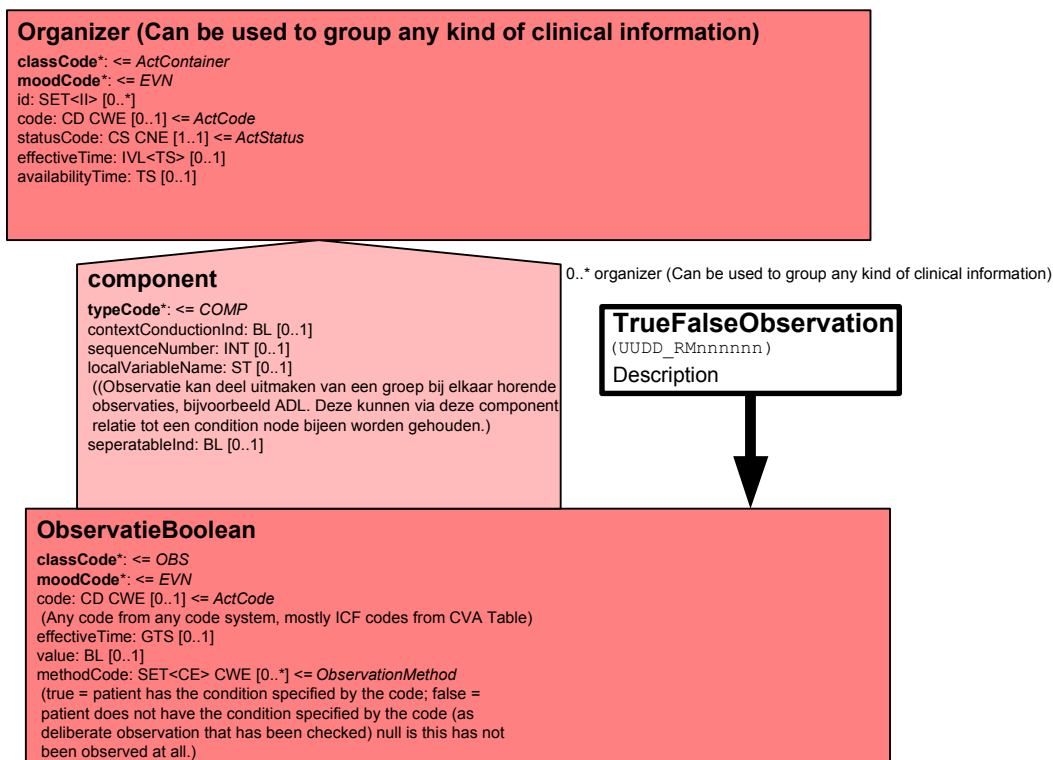 Organizer (Can be used to group any kind of clinical information)
classCode*: <= ActContainer
moodCode*: <= EVN
id: SET<II> [0..*]
code: CD CWE [0..1] <= ActCode
statusCode: CS CNE [1..1] <= ActStatus
effectiveTime: IVL<TS> [0..1]
availabilityTime: TS [0..1]
component
typeCode*: <= COMP
contextConductionInd: BL [0..1]
sequenceNumber: INT [0..1]
localVariableName: ST [0..1]
((Observatie kan deel uitmaken van een groep bij elkaar horende
observaties, bijvoorbeeld ADL. Deze kunnen via deze component
relatie tot een condition node bijeen worden gehouden.)
seperatableInd: BL [0..1]
0..* organizer (Can be used to group any kind of clinical information)
TrueFalseObservation
(UUDD_RMnnnnnn)
Description
ObservatieBoolean
classCode*: <= OBS
moodCode*: <= EVN
code: CD CWE [0..1] <= ActCode
(Any code from any code system, mostly ICF codes from CVA Table)
effectiveTime: GTS [0..1]
value: BL [0..1]
methodCode: SET<CE> CWE [0..*] <= ObservationMethod
(true = patient has the condition specified by the code; false =
patient does not have the condition specified by the code (as
deliberate observation that has been checked) null is this has not
been observed at all.)